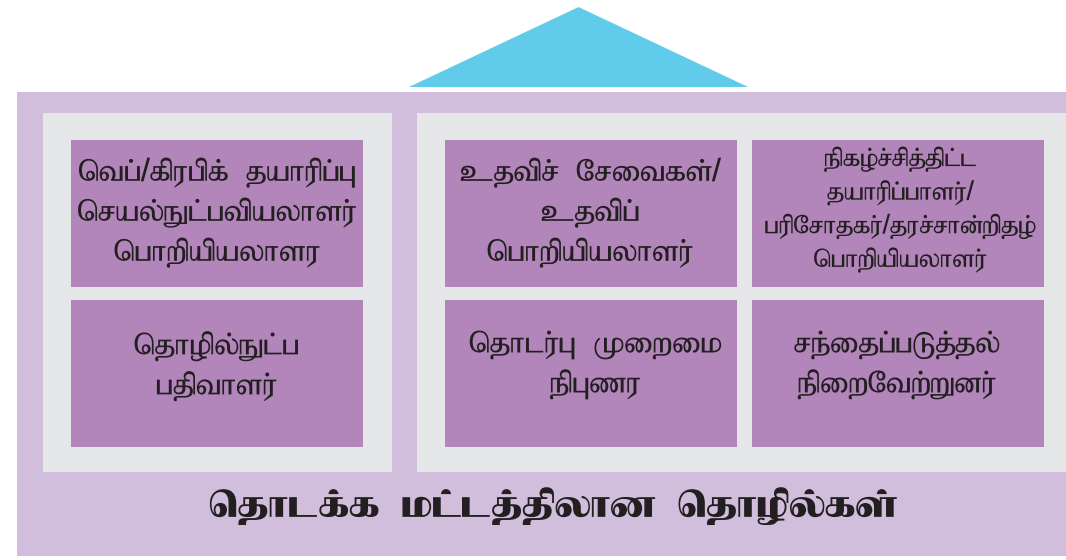 வெப்/கிரபிக் தயாரிப்பு
செயல்நுட்பவியலாளர்
பொறியியலாளர
உதவிச் சேவைகள்/
உதவிப்
பொறியியலாளர்
நிகழ்ச்சித்திட்ட
தயாரிப்பாளர்/
பரிசோதகர்/தரச்சான்றிதழ்
பொறியியலாளர்
தொழில்நுட்ப
பதிவாளர்
தொடர்பு முறைமை
நிபுணர
சந்தைப்படுத்தல்
நிறைவேற்றுனர்
தொடக்க மட்டத்திலான தொழில்கள்